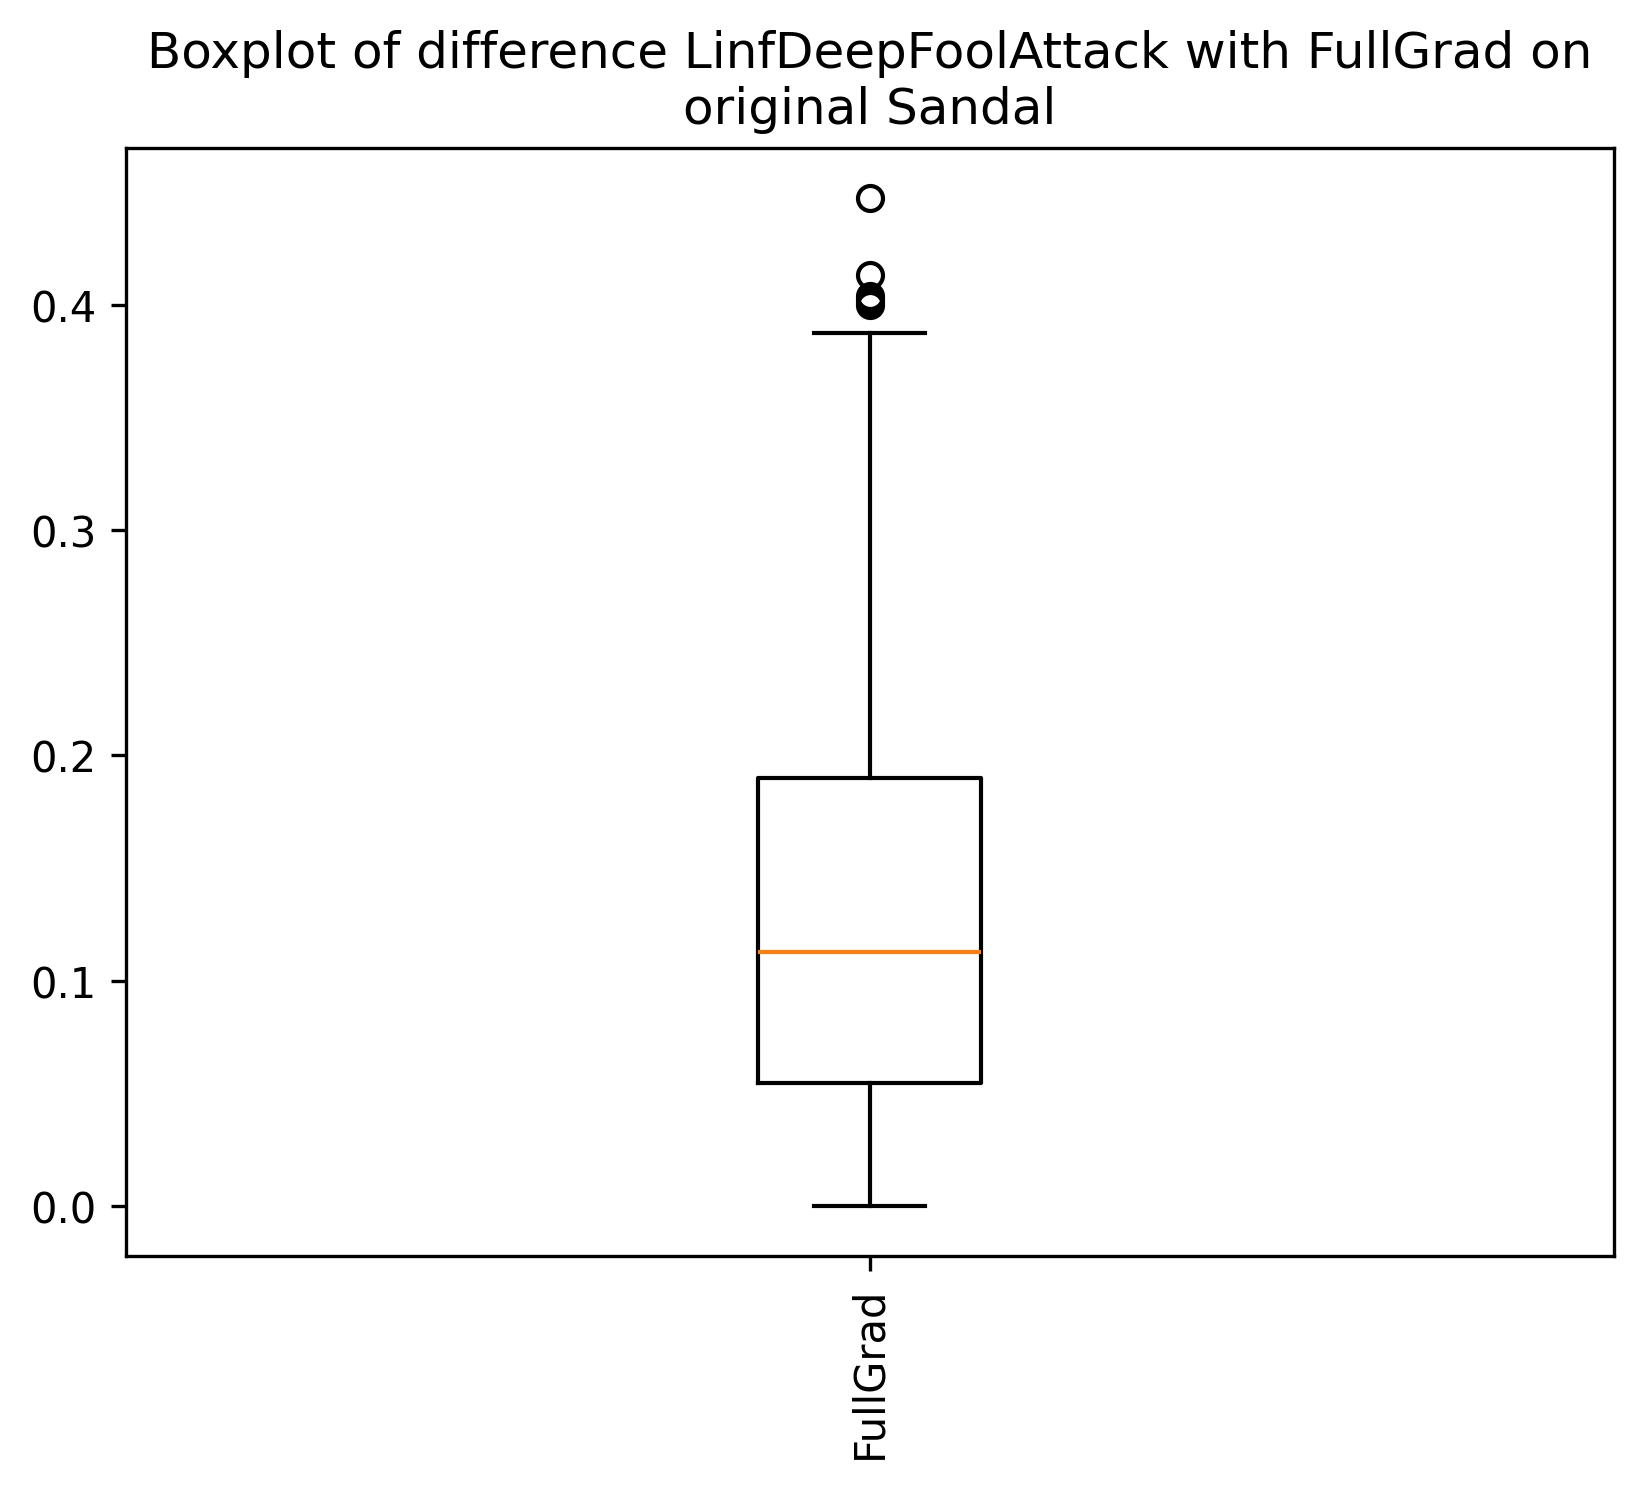 Boxplot of difference LinfDeepFoolAttack with FullGrad on
original Sandal
0.4
0.3
0.2
0.1
0.0
FullGrad